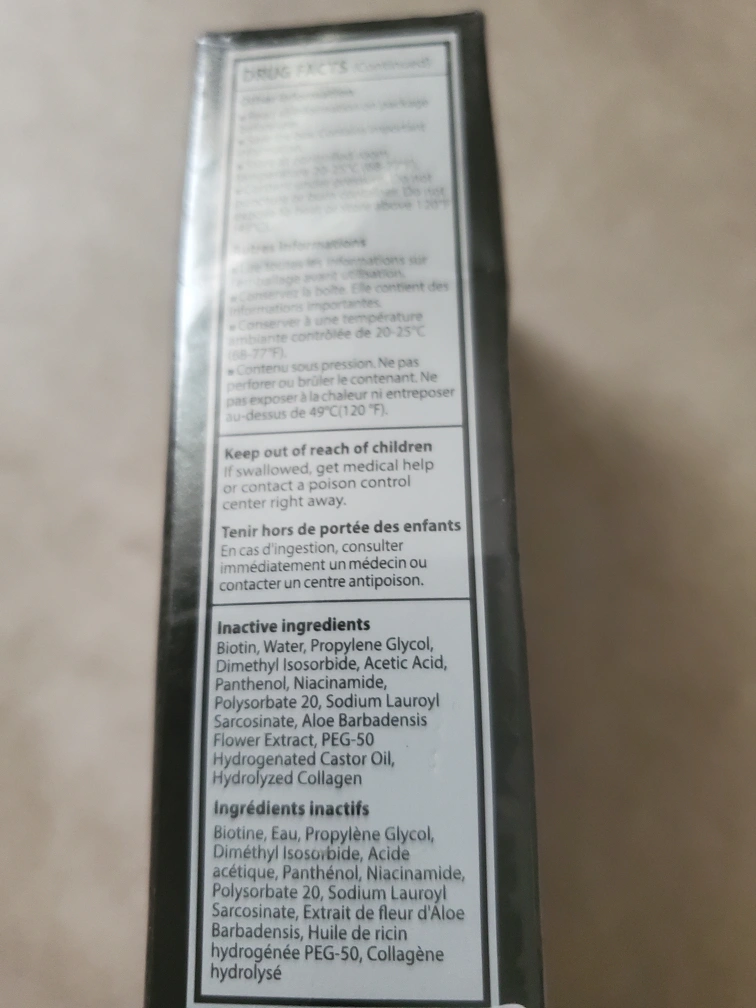 DRUG FACTS (Continued)
Other Information
Autres Informations
informations sur
emballage avant utilisation.
Conservez la boîte. Elle contient des
informations importantes.
Conserver à une température
ambiante contrôlée de 20-25°C
(68-77°F).
Contenu sous pression. Ne pas
perforer ou brûler le contenant. Ne
pas exposer à la chaleur ni entreposer
au-dessus de 49°C(120 °F).
Keep out of reach of children
If swallowed, get medical help
or contact a poison control
center right away.
Tenir hors de portée des enfants
En cas d'ingestion, consulter
immédiatement un médecin ou
contacter un centre antipoison.
Inactive ingredients
Biotin, Water, Propylene Glycol,
Dimethyl Isosorbide, Acetic Acid,
Panthenol, Niacinamide,
Polysorbate 20, Sodium Lauroyl
Sarcosinate, Aloe Barbadensis
Flower Extract, PEG-50
Hydrogenated Castor Oil,
Hydrolyzed Collagen
Ingrédients inactifs
Biotine, Eau, Propylène Glycol,
Diméthyl Isosorbide, Acide
acétique, Panthénol, Niacinamide,
Polysorbate 20, Sodium Lauroyl
Sarcosinate, Extrait de fleur d'Aloe
Barbadensis, Huile de ricin
hydrogénée PEG-50, Collagène
hydrolysé